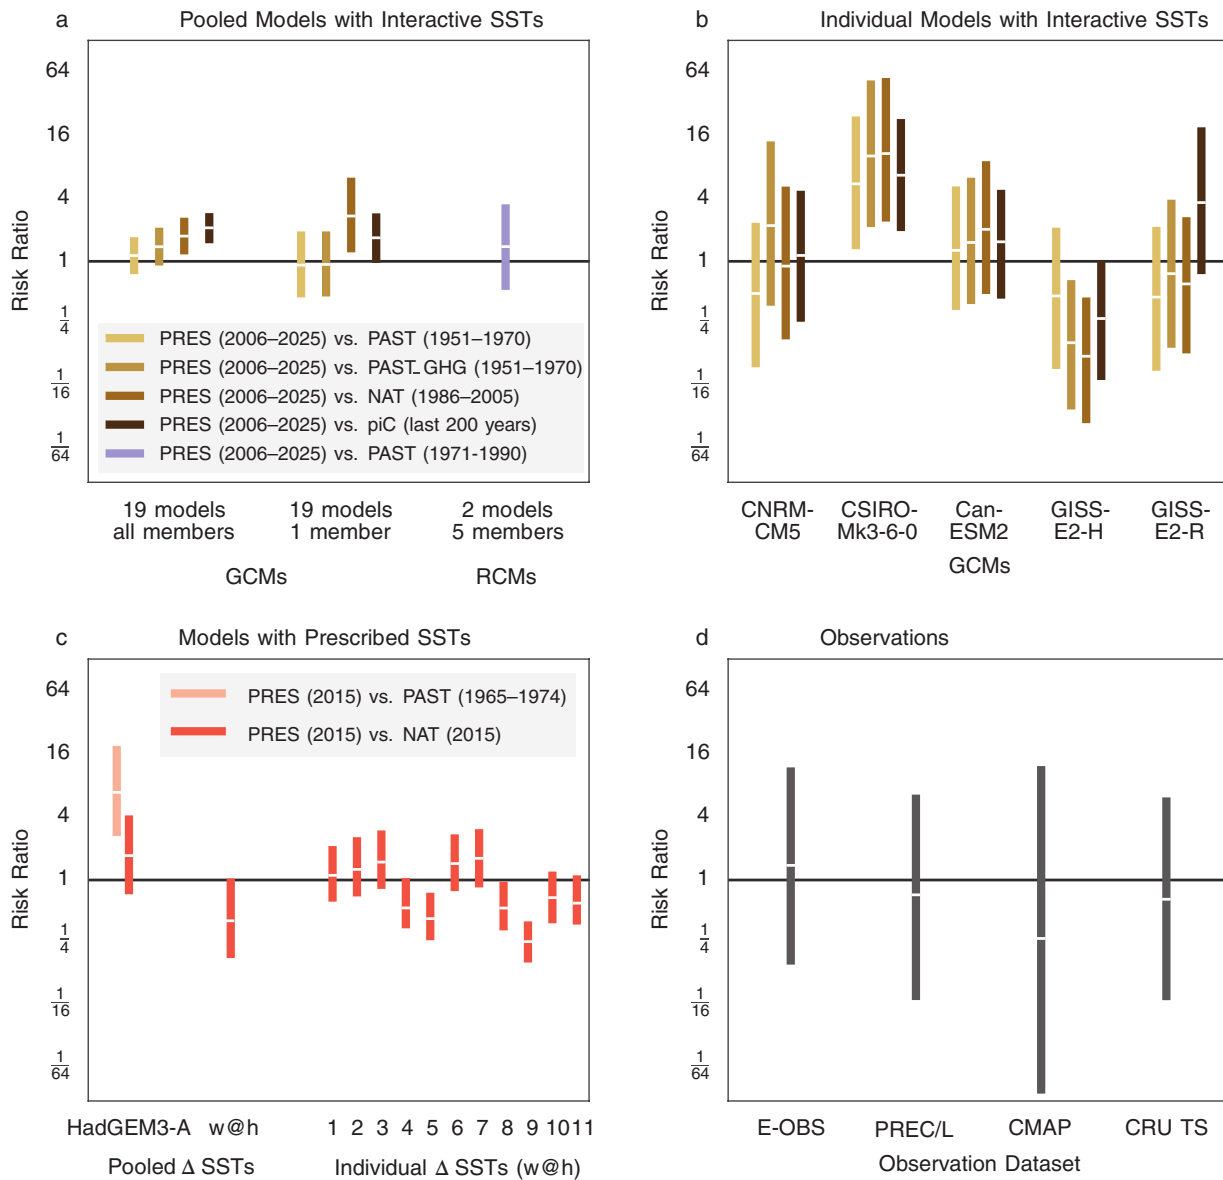 a Pooled Models with Interactive SSTs
64
16
4
1
1/4
1/16
1/64
Risk Ratio
PRES (2006–2025) vs. PAST (1951–1970)
PRES (2006–2025) vs. PAST_GHG (1951–1970)
PRES (2006–2025) vs. NAT (1986–2005)
PRES (2006–2025) vs. piC (last 200 years)
PRES (2006–2025) vs. PAST (1971-1990)
19 models 19 models 2 models
all members 1 member 5 members
GCMs RCMs
b Individual Models with Interactive SSTs
64
16
4
1
1/4
1/16
1/64
Risk Ratio
CNRM- CSIRO- Can- GISS- GISS-
CM5 Mk3-6-0 ESM2 E2-H E2-R
GCMs
c Models with Prescribed SSTs
64
16
4
1
1/4
1/16
1/64
Risk Ratio
PRES (2015) vs. PAST (1965–1974)
PRES (2015) vs. NAT (2015)
HadGEM3-A w@h 1 2 3 4 5 6 7 8 9 10 11
Pooled Δ SSTs Individual Δ SSTs (w@h)
d Observations
64
16
4
1
1/4
1/16
1/64
Risk Ratio
E-OBS PREC/L CMAP CRU TS
Observation Dataset